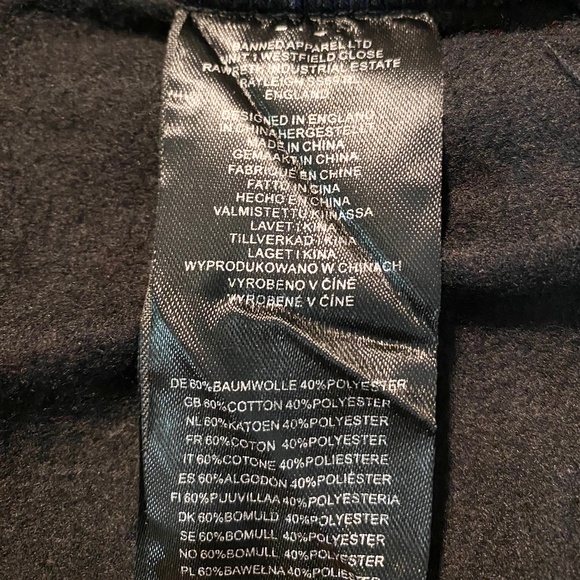 BANNED APPAREL LTD
UNIT 1 WESTFIELD CLOSE
INDUSTRIAL ESTATE
ENGLAND
DESIGNED IN ENGLAND
IN CHINA HERGESTELLT
MADE IN CHINA
GEMAAKT IN CHINA
FABRIQUE EN CHINE
FATTO IN CINA
HECHO EN CHINA
VALMISTETTU KIINASSA
LAVET I KINA
TILLVERKAD I KINA
LAGET I KINA
WYPRODUKOWANO W CHINACH
VYROBENO V ČÍNĚ
VYROBENÉ V ČÍNE
DE 60%BAUMWOLLE 40%POLYESTER
GB 60%COTTON 40%POLYESTER
NL 60%KATOEN 40%POLYESTER
FR 60%COTON 40%POLYESTER
IT 60%COTONE 40%POLIESTERE
ES 60%ALGODON 40%POLIESTER
FI 60%PUUVILLAA 40%POLYESTERIA
DK 60%BOMULD 40%POLYESTER
SE 60%BOMULL 40%POLYESTER
NO 60%BOMULL 40%POLYESTER
PL 60%BAWEŁNA 40%POLIESTER